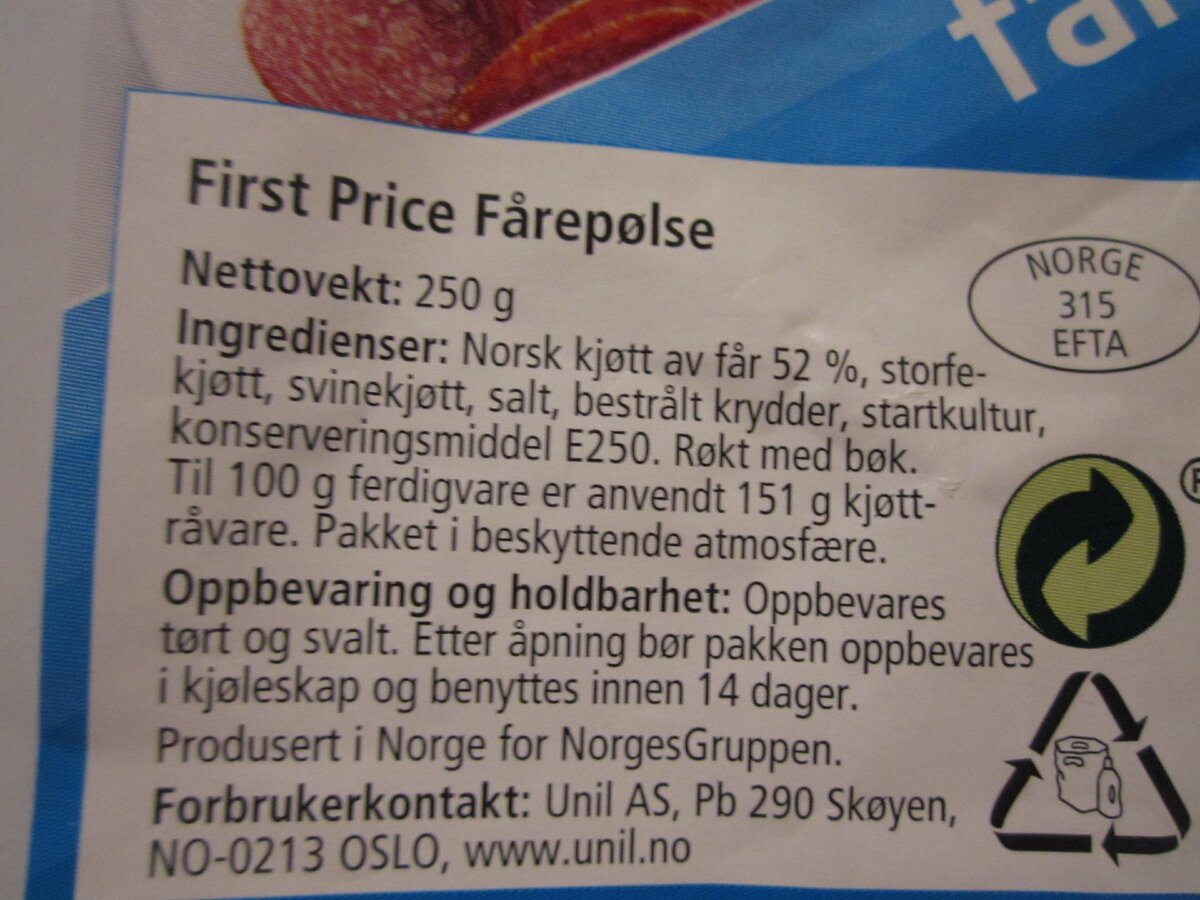 får
First Price Fårepølse
Nettovekt: 250 g
NORGE
315
EFTA
Ingredienser: Norsk kjøtt av får 52 %, storfe-
kjøtt, svinekjøtt, salt, bestrålt krydder, startkultur,
konserveringsmiddel E250. Røkt med bøk.
Til 100 g ferdigvare er anvendt 151 g kjøtt-
råvare. Pakket i beskyttende atmosfære.
Oppbevaring og holdbarhet: Oppbevares
tørt og svalt. Etter åpning bør pakken oppbevares
i kjøleskap og benyttes innen 14 dager.
Produsert i Norge for NorgesGruppen.
Forbrukerkontakt: Unil AS, Pb 290 Skøyen,
NO-0213 OSLO, www.unil.no